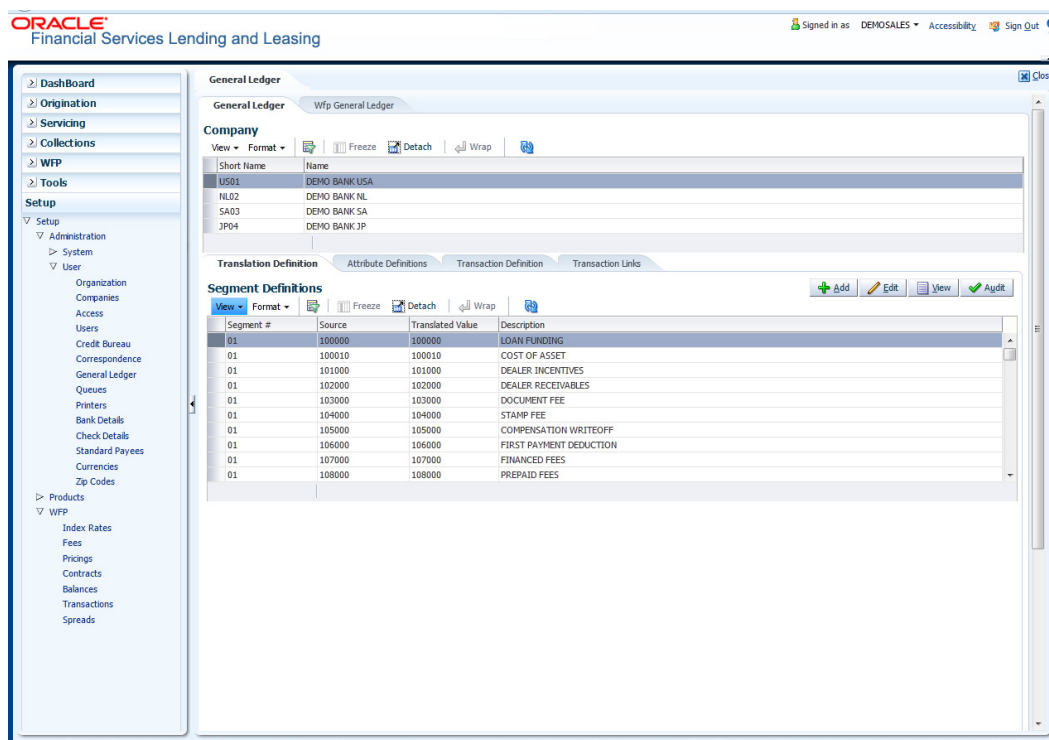 ORACLE
Financial Services Lending and Leasing
Signed in as DEMOSALES Accessibility Sign Out
DashBoard
Origination
Servicing
Collections
WFP
Tools
Setup
Setup
Administration
System
User
Organization
Companies
Access
Users
Credit Bureau
Correspondence
General Ledger
Queues
Printers
Bank Details
Check Details
Standard Payees
Currencies
Zip Codes
Products
WFP
Index Rates
Fees
Pricings
Contracts
Balances
Transactions
Spreads
General Ledger
Clos
General Ledger Wfp General Ledger
Company
View Format Freeze Detach Wrap
Short Name Name
US01 DEMO BANK USA
NL02 DEMO BANK NL
SA03 DEMO BANK SA
JP04 DEMO BANK JP
Translation Definition Attribute Definitions Transaction Definition Transaction Links
Segment Definitions
Add Edit View Audit
View Format Freeze Detach Wrap
Segment # Source Translated Value Description
01 100000 100000 LOAN FUNDING
01 100010 100010 COST OF ASSET
01 101000 101000 DEALER INCENTIVES
01 102000 102000 DEALER RECEIVABLES
01 103000 103000 DOCUMENT FEE
01 104000 104000 STAMP FEE
01 105000 105000 COMPENSATION WRITEOFF
01 106000 106000 FIRST PAYMENT DEDUCTION
01 107000 107000 FINANCED FEES
01 108000 108000 PREPAID FEES